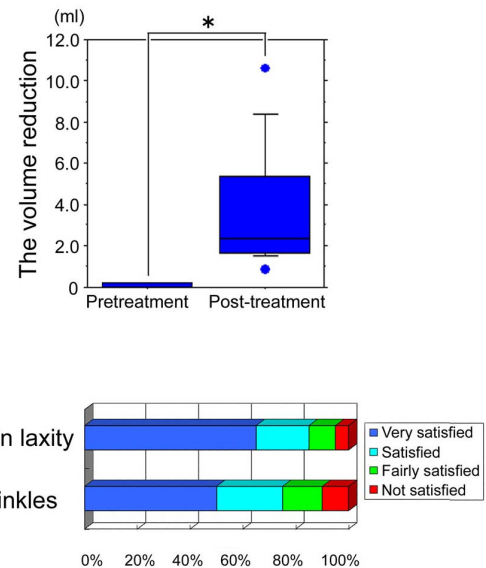 (ml)
*
12.0
10.0
8.0
6.0
4.0
2.0
0
The volume reduction
Pretreatment Post-treatment
n laxity
inkles
Very satisfied
Satisfied
Fairly satisfied
Not satisfied
0% 20% 40% 60% 80% 100%